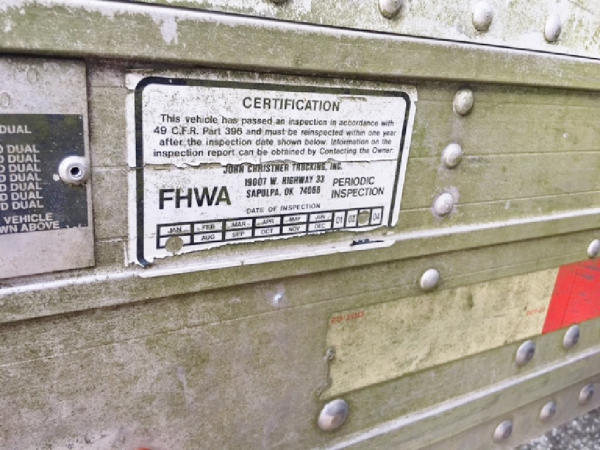 DUAL
DUAL
DUAL
DUAL
DUAL
DUAL
DUAL
VEHICLE
WN ABOVE
CERTIFICATION
This vehicle has passed an inspection in accordance with
49 C.F.R. Part 396 and must be reinspected within one year
after the inspection date shown below. Information on the
inspection report can be obtained by Contacting the Owner
JOHN CHRISTNER TRUCKING, INC.
19007 W. HIGHWAY 33
SAPULPA, OK 74066
FHWA
PERIODIC
INSPECTION
DATE OF INSPECTION
JAN FEB MAR APR MAY JUN 01 04
AUG SEP OCT NOV DEC